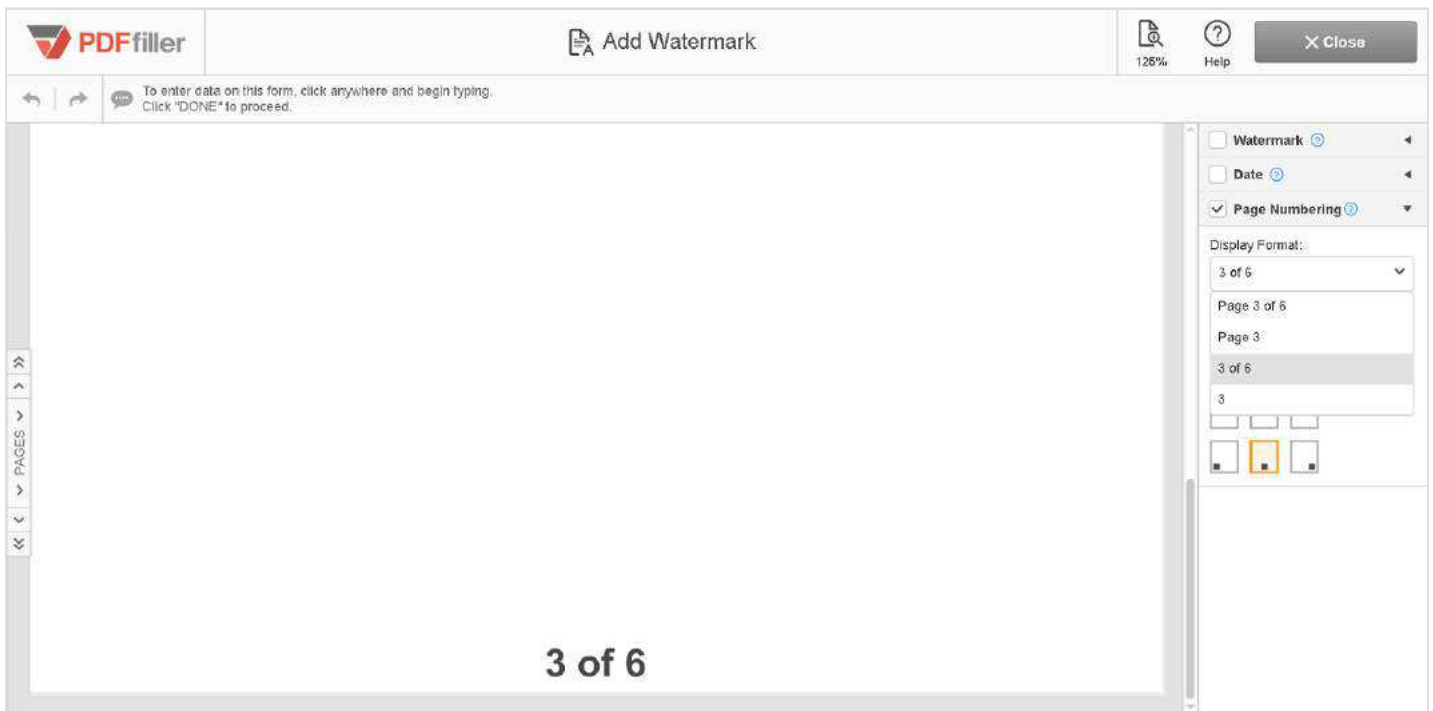 PDFfiller
Add Watermark
125%
Help
Close
To enter data on this form, click anywhere and begin typing.
Click "DONE" to proceed.
Watermark
Date
Page Numbering
Display Format:
3 of 6
Page 3 of 6
Page 3
3 of 6
3
PAGES
3 of 6